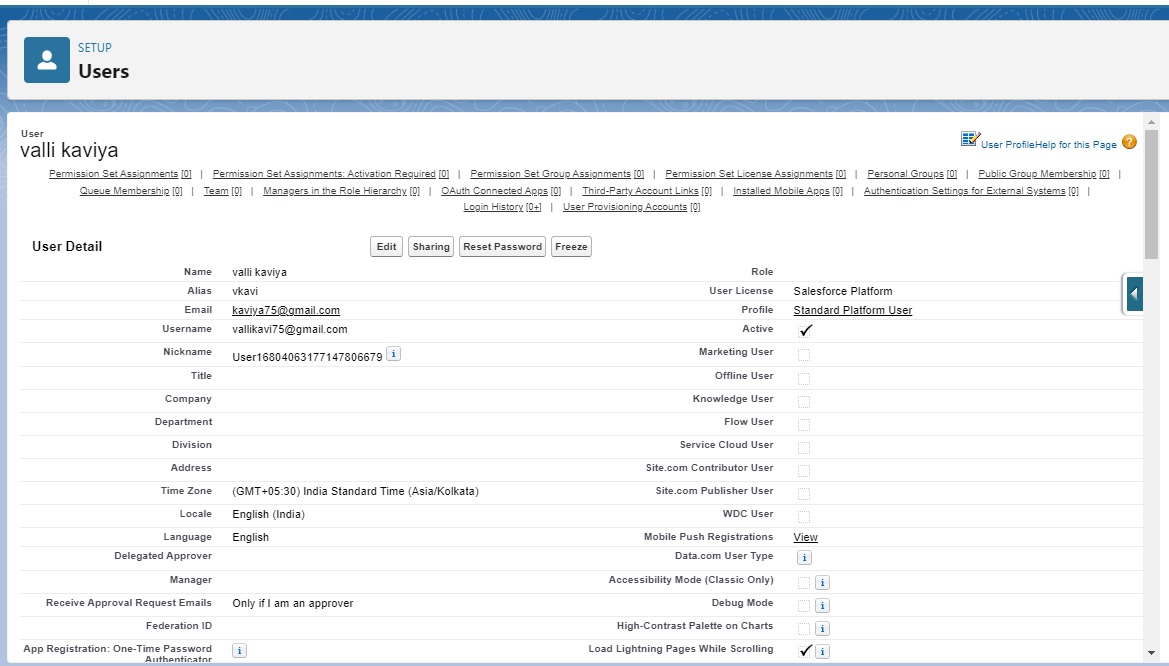 SETUP
Users
User
valli kaviya
User Profile Help for this Page ?
Permission Set Assignments [0] | Permission Set Assignments: Activation Required [0] | Permission Set Group Assignments [0] | Permission Set License Assignments [0] | Personal Groups [0] | Public Group Membership [0] |
Queue Membership [0] | Team [0] | Managers in the Role Hierarchy [0] | OAuth Connected Apps [0] | Third-Party Account Links [0] | Installed Mobile Apps [0] | Authentication Settings for External Systems [0] |
Login History [0+] | User Provisioning Accounts [0]
User Detail Edit Sharing Reset Password Freeze
Name valli kaviya Role
Alias vkavi User License Salesforce Platform
Email kaviya75@gmail.com Profile Standard Platform User
Username vallikavi75@gmail.com Active ✓
Nickname User16804063177147806679 i Marketing User
Title Offline User
Company Knowledge User
Department Flow User
Division Service Cloud User
Address Site.com Contributor User
Time Zone (GMT+05:30) India Standard Time (Asia/Kolkata) Site.com Publisher User
Locale English (India) WDC User
Language English Mobile Push Registrations View
Delegated Approver Data.com User Type i
Manager Accessibility Mode (Classic Only) i
Receive Approval Request Emails Only if I am an approver Debug Mode i
Federation ID High-Contrast Palette on Charts i
App Registration: One-Time Password i Load Lightning Pages While Scrolling ✓ i
Authenticator